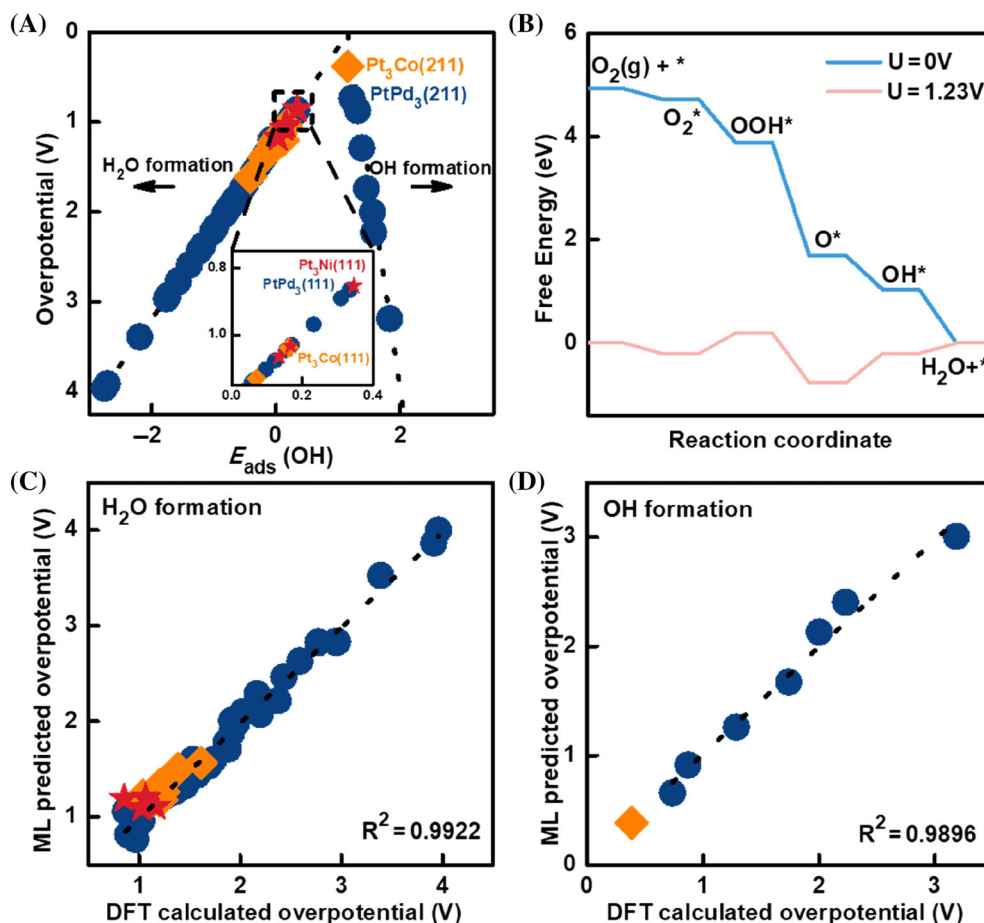 (A)
0
1
2
3
4
Overpotential (V)
Pt₃Co(211)
PtPd₃(211)
H₂O formation
OH formation
0.8
1.0
Pt₃Ni(111)
PtPd₃(111)
Pt₃Co(111)
0.0 0.2 0.4
−2 0 2
E_ads (OH)
(B)
6
4
2
0
Free Energy (eV)
U = 0V
U = 1.23V
O₂(g) + *
O₂*
OOH*
O*
OH*
H₂O+*
Reaction coordinate
(C)
H₂O formation
4
3
2
1
ML predicted overpotential (V)
R² = 0.9922
1 2 3 4
DFT calculated overpotential (V)
(D)
OH formation
3
2
1
0
ML predicted overpotential (V)
R² = 0.9896
0 1 2 3
DFT calculated overpotential (V)